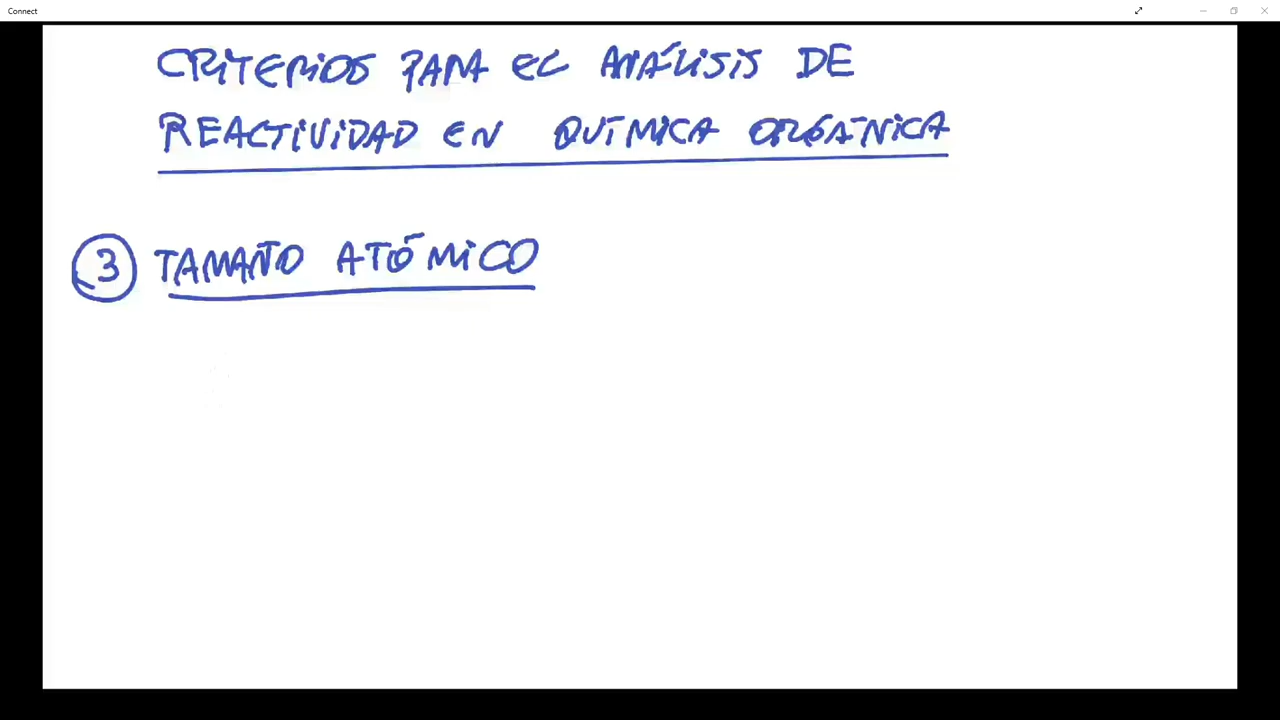 Connect
CRITERIOS PARA EL ANÁLISIS DE
REACTIVIDAD EN QUÍMICA ORGÁNICA
3 TAMAÑO ATÓMICO